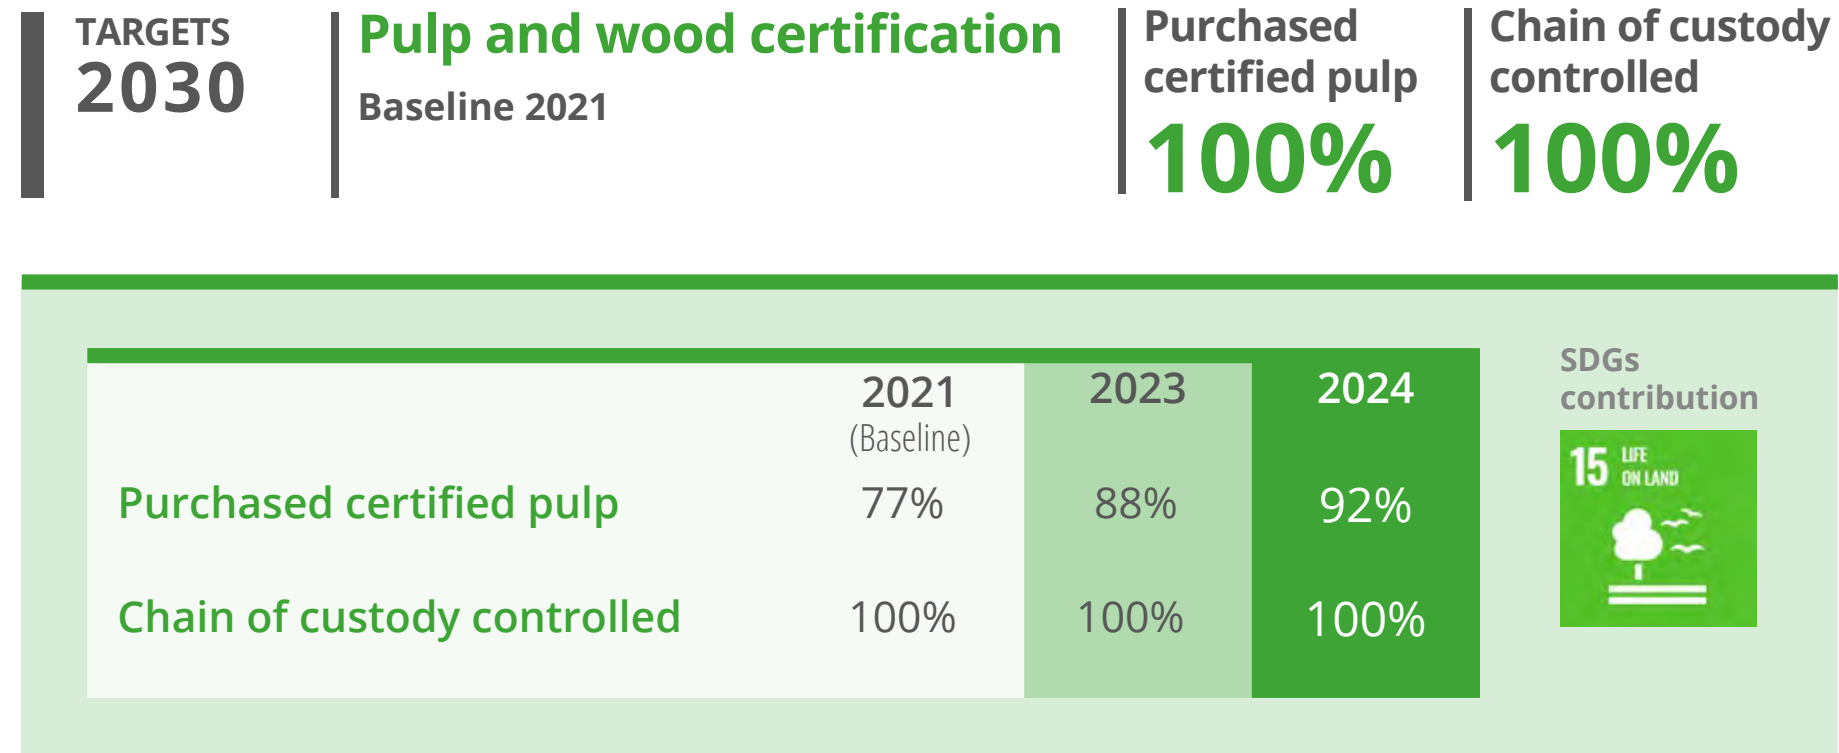 TARGETS
2030
Pulp and wood certification
Baseline 2021
Purchased
certified pulp
100%
Chain of custody
controlled
100%
2021
(Baseline)
2023
2024
Purchased certified pulp 77% 88% 92%
Chain of custody controlled 100% 100% 100%
SDGs
contribution
15 LIFE
ON LAND